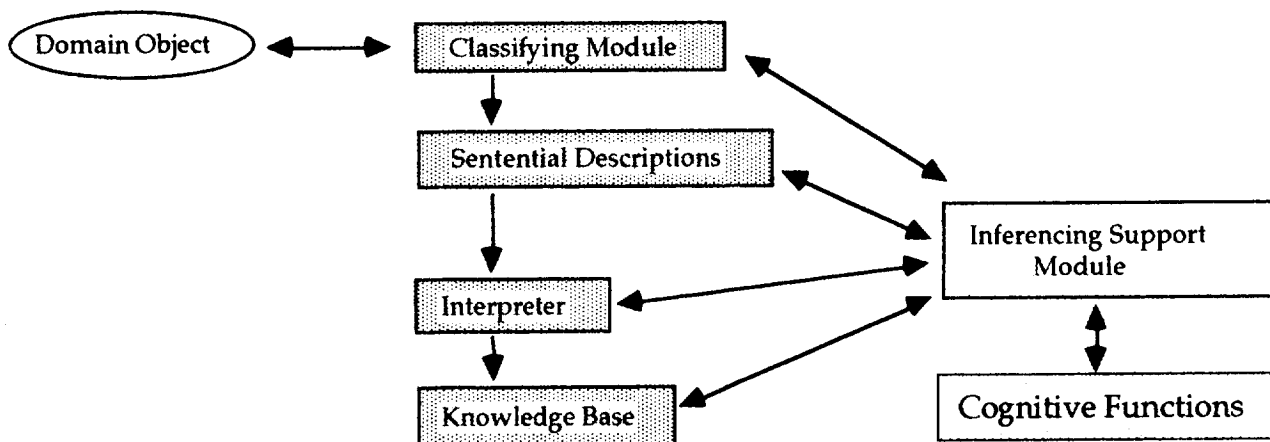 Domain Object
Classifying Module
Sentential Descriptions
Inferencing Support
Module
Interpreter
Knowledge Base
Cognitive Functions